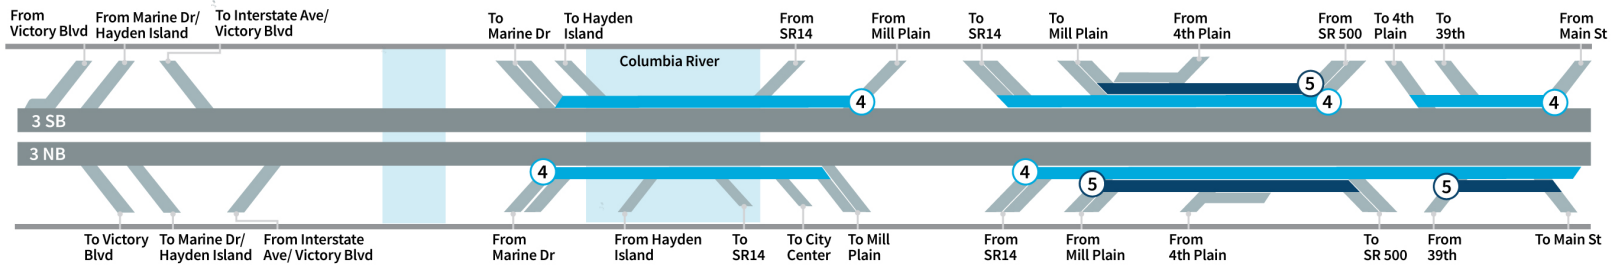 From
Victory Blvd
From Marine Dr/
Hayden Island
To Interstate Ave/
Victory Blvd
To
Marine Dr
To Hayden
Island
From
SR14
From
Mill Plain
To
SR14
To
Mill Plain
From
4th Plain
From
SR 500
To 4th
Plain
To
39th
From
Main St
Columbia River
5
4
4
4
3 SB
3 NB
4
4
5
5
To Victory
Blvd
To Marine Dr/
Hayden Island
From Interstate
Ave/ Victory Blvd
From
Marine Dr
From Hayden
Island
To
SR14
To City
Center
To Mill
Plain
From
SR14
From
Mill Plain
From
4th Plain
To
SR 500
From
39th
To Main St